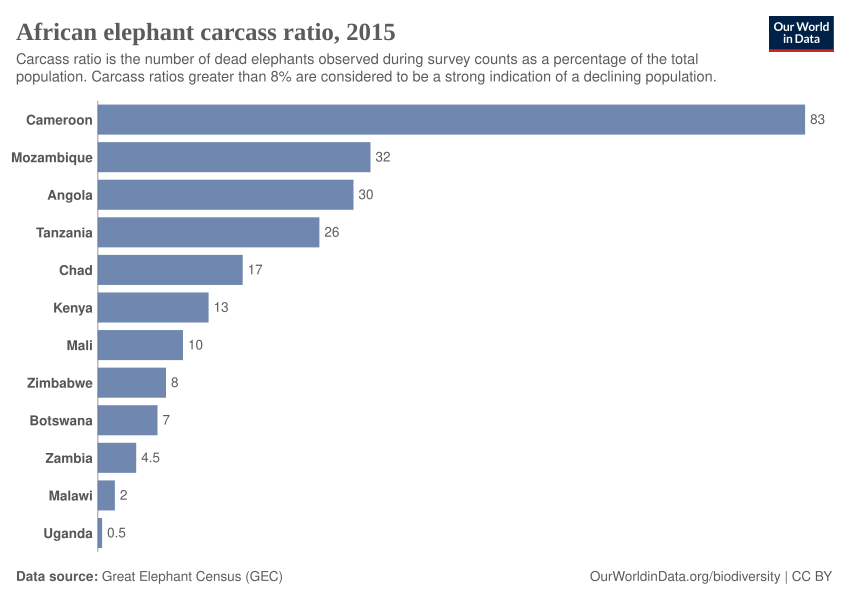 African elephant carcass ratio, 2015
Our World
in Data
Carcass ratio is the number of dead elephants observed during survey counts as a percentage of the total
population. Carcass ratios greater than 8% are considered to be a strong indication of a declining population.
Cameroon 83
Mozambique 32
Angola 30
Tanzania 26
Chad 17
Kenya 13
Mali 10
Zimbabwe 8
Botswana 7
Zambia 4.5
Malawi 2
Uganda 0.5
Data source: Great Elephant Census (GEC)
OurWorldinData.org/biodiversity | CC BY